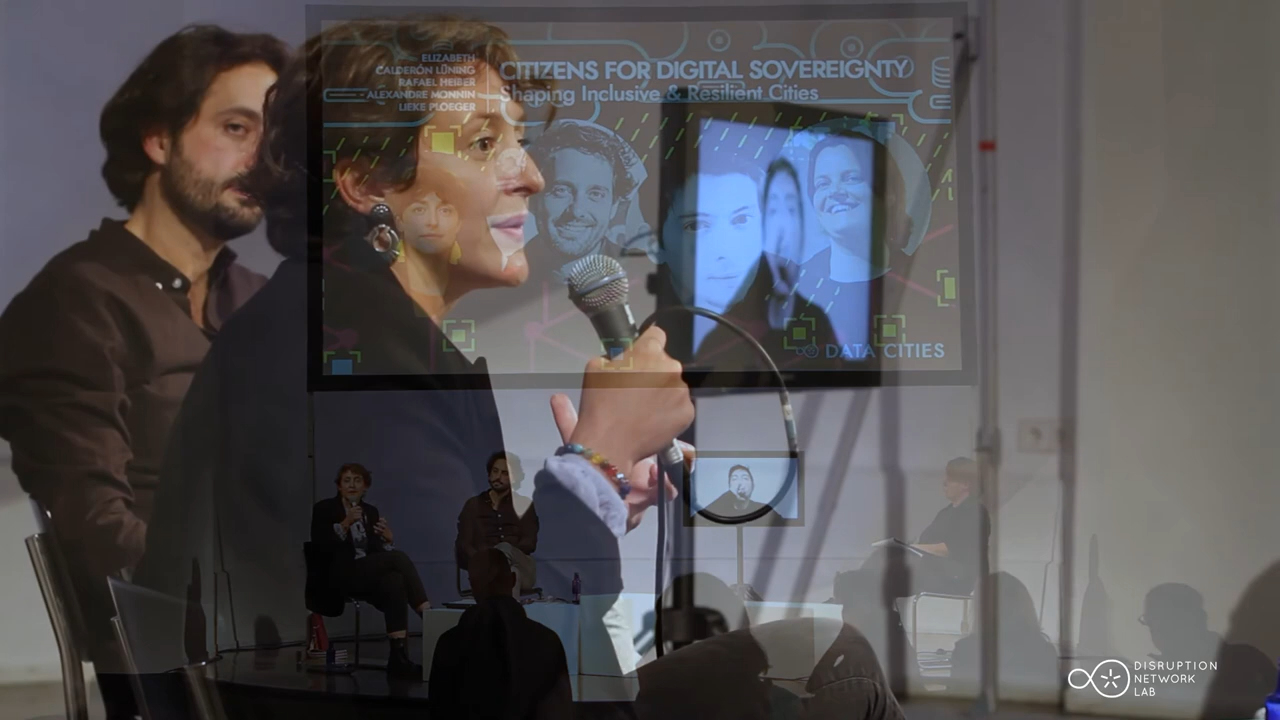 ELIZABETH
CALDERÓN LÜNING
RAFAEL HEIBER
ALEXANDRE MONNIN
LIEKE PLOEGER
CITIZENS FOR DIGITAL SOVEREIGNTY
Shaping Inclusive & Resilient Cities
DATA CITIES
DISRUPTION
NETWORK
LAB